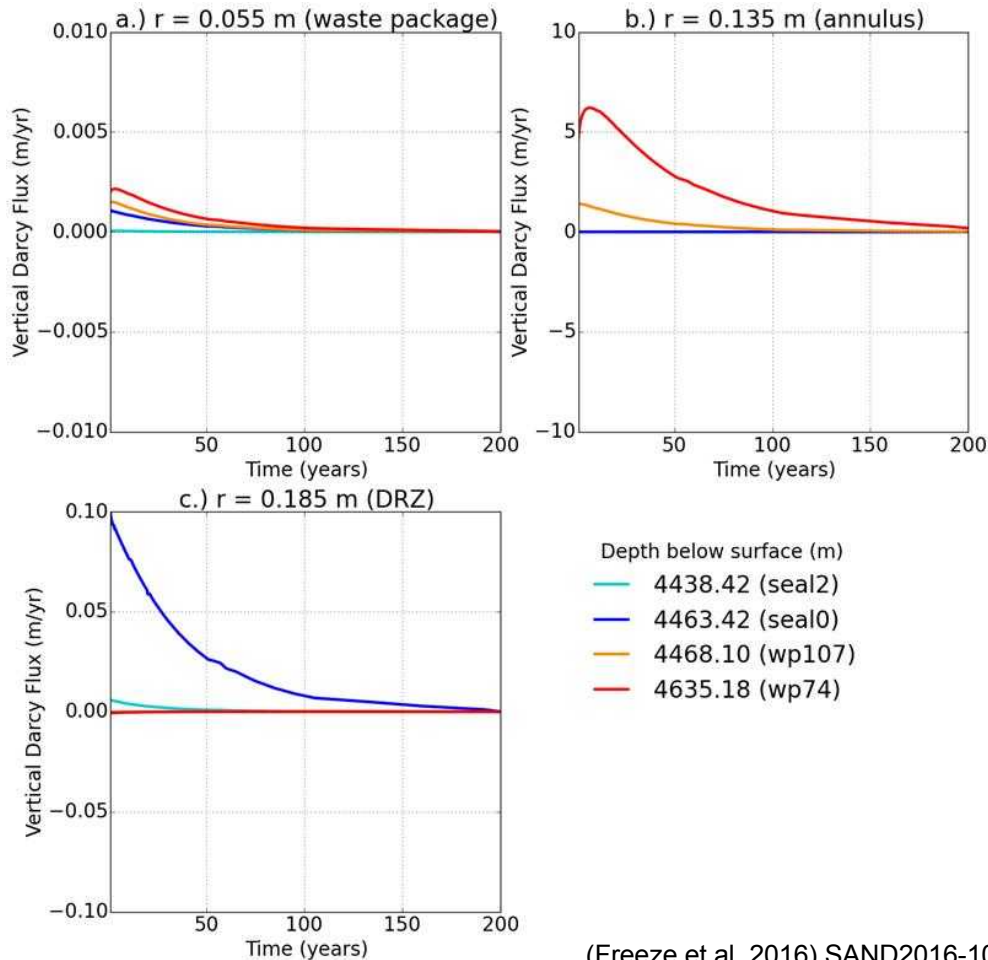 a.) r = 0.055 m (waste package)
0.010
0.005
0.000
−0.005
−0.010
Vertical Darcy Flux (m/yr)
50 100 150 200
Time (years)
b.) r = 0.135 m (annulus)
10
5
0
−5
−10
Vertical Darcy Flux (m/yr)
50 100 150 200
Time (years)
c.) r = 0.185 m (DRZ)
0.10
0.05
0.00
−0.05
−0.10
Vertical Darcy Flux (m/yr)
50 100 150 200
Time (years)
Depth below surface (m)
4438.42 (seal2)
4463.42 (seal0)
4468.10 (wp107)
4635.18 (wp74)
(Freeze et al. 2016) SAND2016-10